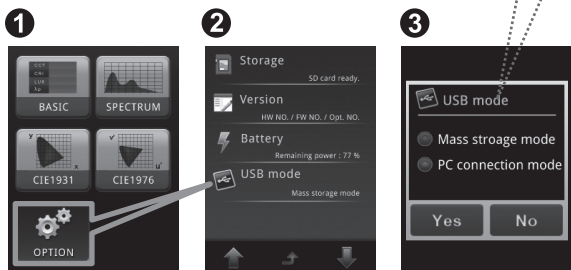 1
BASIC
SPECTRUM
y
x
CIE1931
v'
u'
CIE1976
OPTION
2
Storage
SD card ready.
Version
HW NO. / FW NO. / Opt. NO.
Battery
Remaining power : 77 %
USB mode
Mass storage mode
3
USB mode
Mass stroage mode
PC connection mode
Yes
No